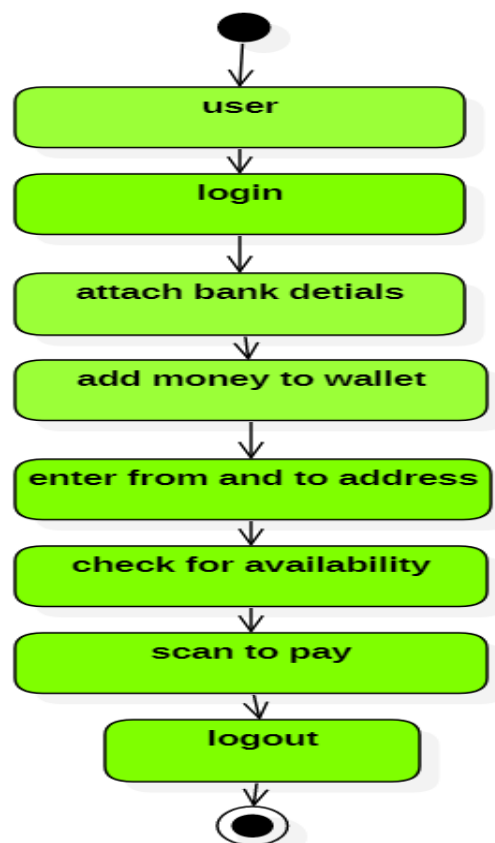 user
login
attach bank detials
add money to wallet
enter from and to address
check for availability
scan to pay
logout